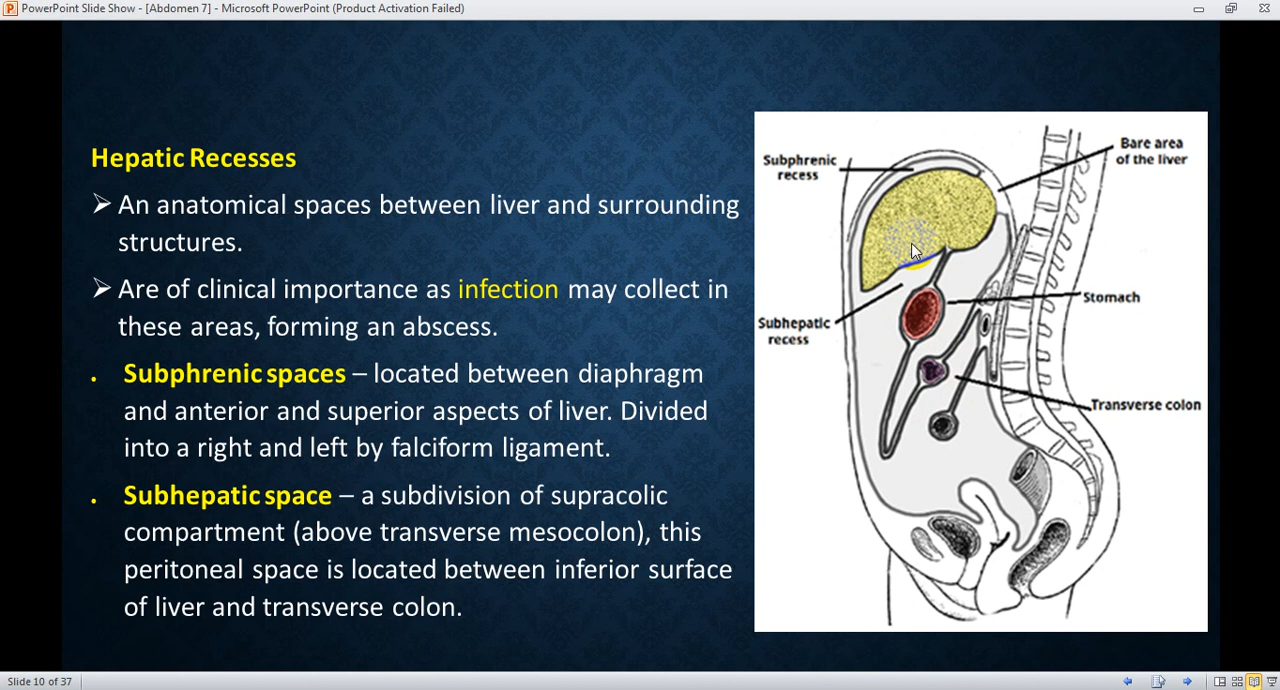 PowerPoint Slide Show - [Abdomen 7] - Microsoft PowerPoint (Product Activation Failed)
Hepatic Recesses
➢ An anatomical spaces between liver and surrounding
structures.
➢ Are of clinical importance as infection may collect in
these areas, forming an abscess.
. Subphrenic spaces – located between diaphragm
and anterior and superior aspects of liver. Divided
into a right and left by falciform ligament.
. Subhepatic space – a subdivision of supracolic
compartment (above transverse mesocolon), this
peritoneal space is located between inferior surface
of liver and transverse colon.
Subphrenic
recess
Bare area
of the liver
Stomach
Subhepatic
recess
Transverse colon
Slide 10 of 37